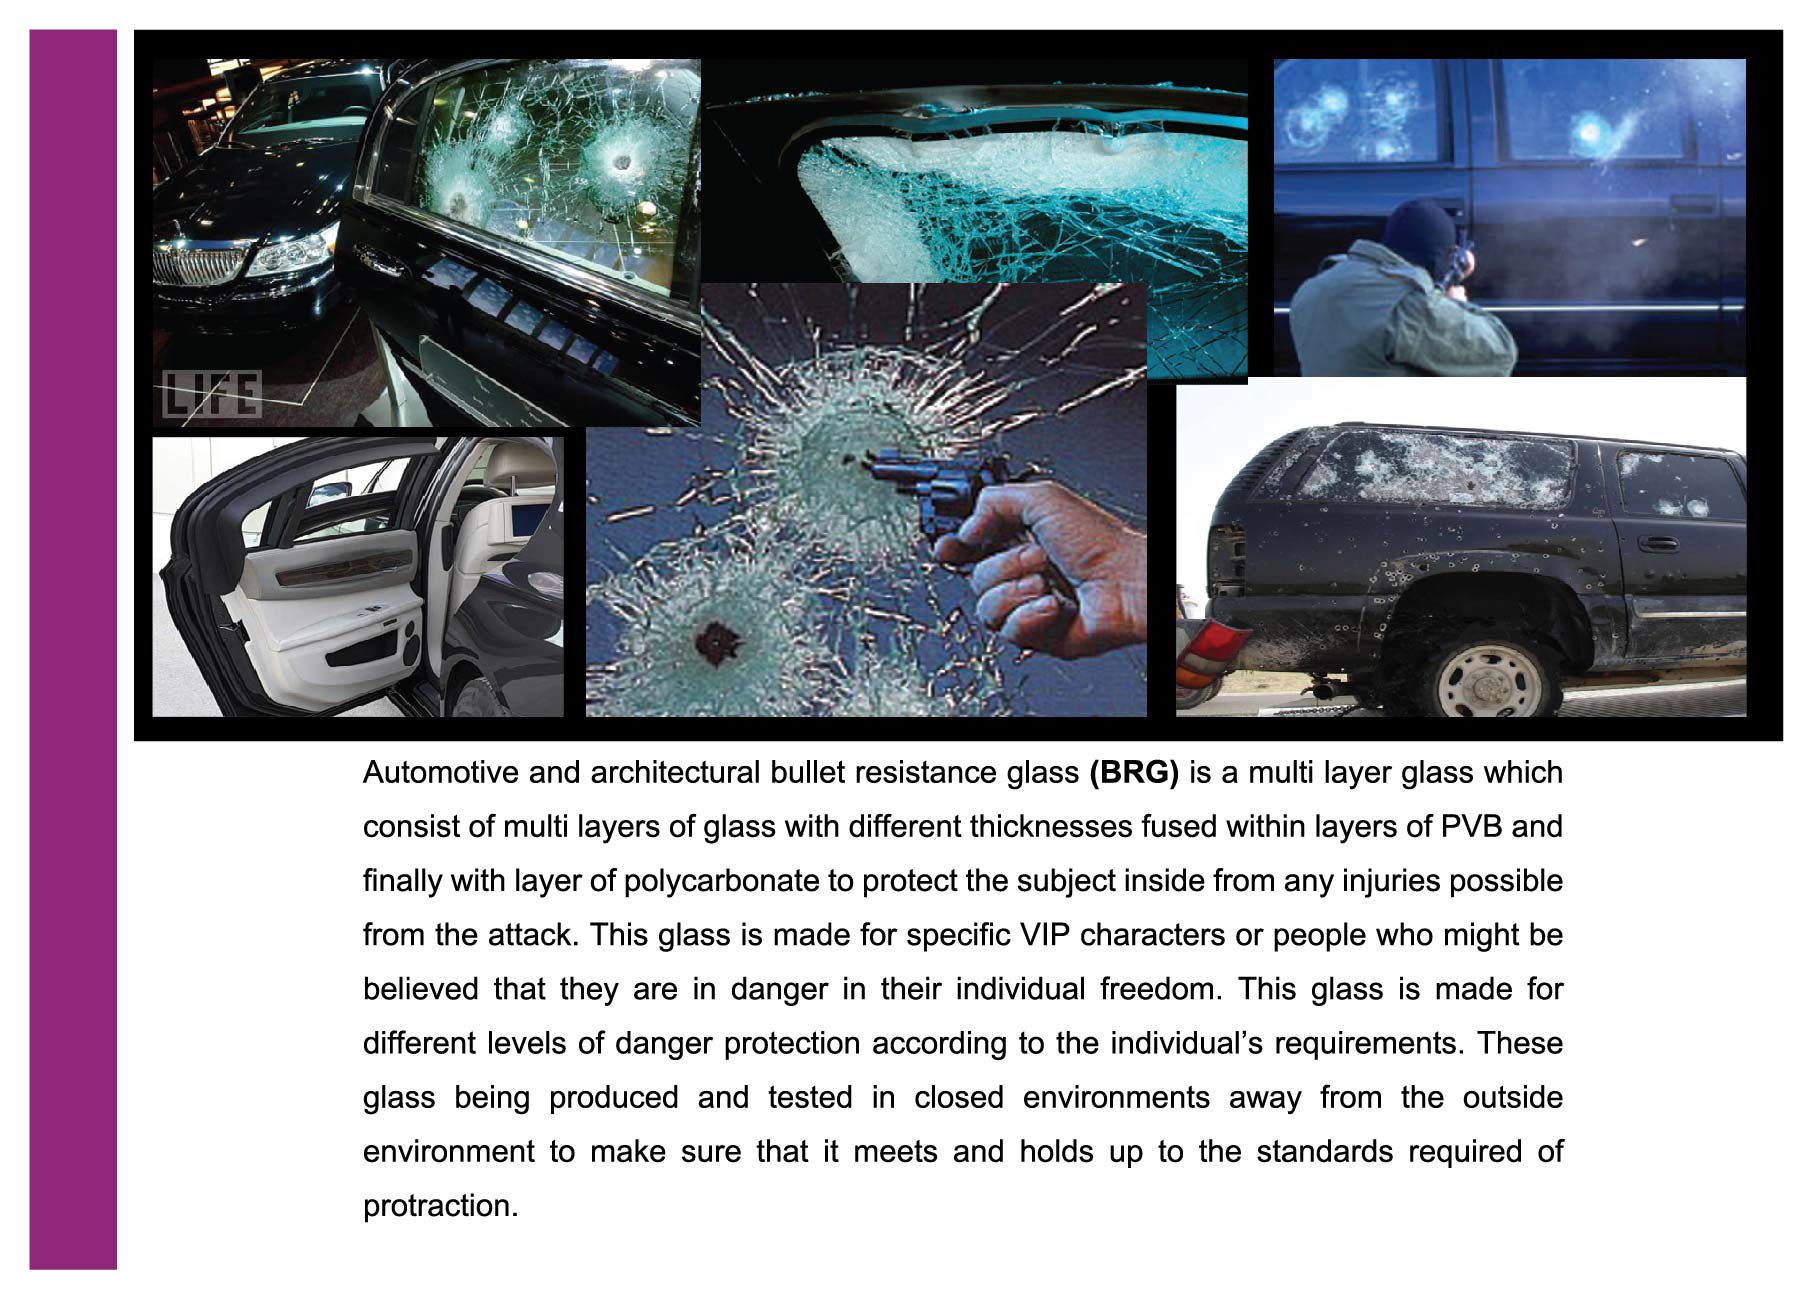 LIFE
Automotive and architectural bullet resistance glass (BRG) is a multi layer glass which
consist of multi layers of glass with different thicknesses fused within layers of PVB and
finally with layer of polycarbonate to protect the subject inside from any injuries possible
from the attack. This glass is made for specific VIP characters or people who might be
believed that they are in danger in their individual freedom. This glass is made for
different levels of danger protection according to the individual’s requirements. These
glass being produced and tested in closed environments away from the outside
environment to make sure that it meets and holds up to the standards required of
protraction.